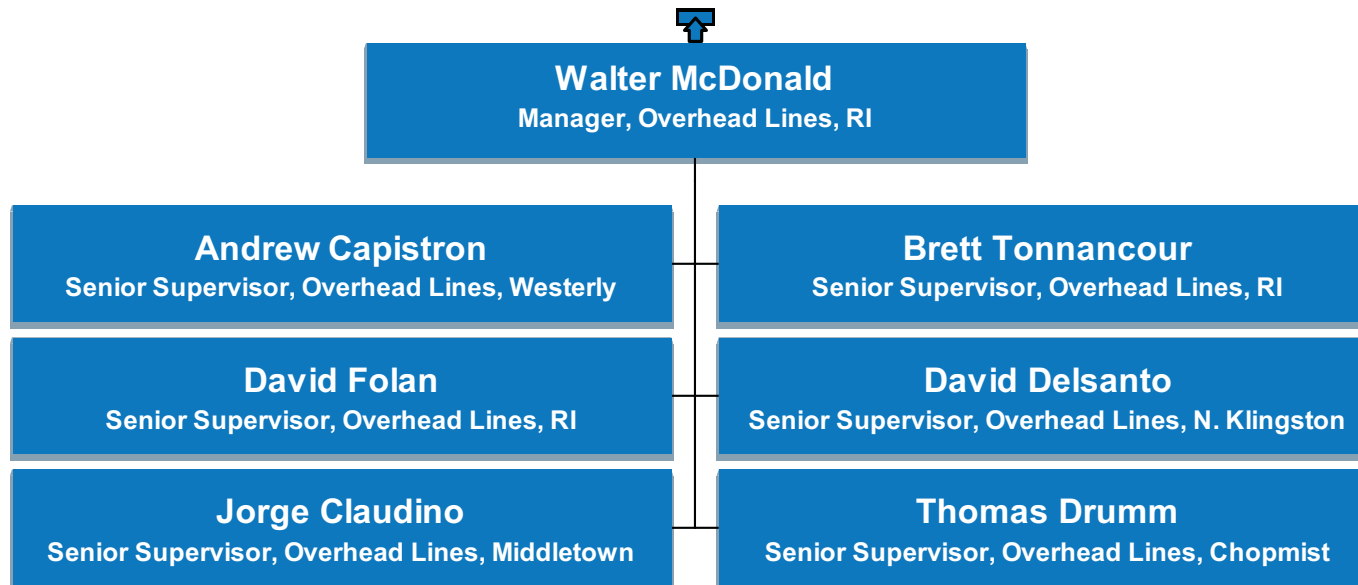 Walter McDonald
Manager, Overhead Lines, RI
Andrew Capistron
Senior Supervisor, Overhead Lines, Westerly
Brett Tonnancour
Senior Supervisor, Overhead Lines, RI
David Folan
Senior Supervisor, Overhead Lines, RI
David Delsanto
Senior Supervisor, Overhead Lines, N. Klingston
Jorge Claudino
Senior Supervisor, Overhead Lines, Middletown
Thomas Drumm
Senior Supervisor, Overhead Lines, Chopmist